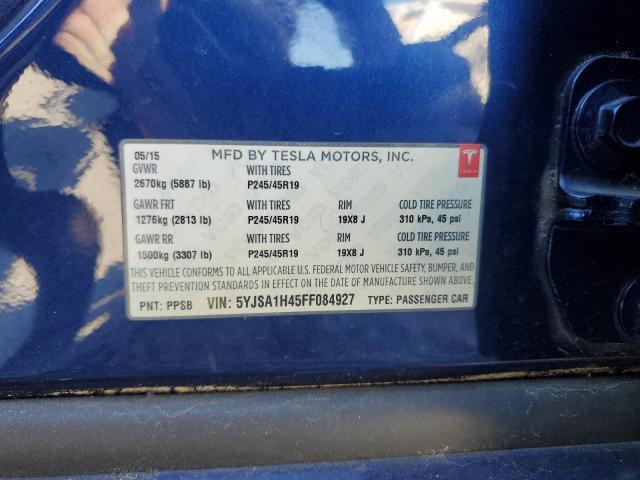 05/15 MFD BY TESLA MOTORS, INC.
GVWR WITH TIRES
2670kg (5887 lb) P245/45R19
TESLA
GAWR FRT WITH TIRES RIM COLD TIRE PRESSURE
1276kg (2813 lb) P245/45R19 19X8 J 310 kPa, 45 psi
GAWR RR WITH TIRES RIM COLD TIRE PRESSURE
1500kg (3307 lb) P245/45R19 19X8 J 310 kPa, 45 psi
THIS VEHICLE CONFORMS TO ALL APPLICABLE U.S. FEDERAL MOTOR VEHICLE SAFETY, BUMPER, AND
THEFT PREVENTION STANDARDS IN EFFECT ON THE DATE OF MANUFACTURE SHOWN ABOVE.
PNT: PPSB VIN: 5YJSA1H45FF084927 TYPE: PASSENGER CAR